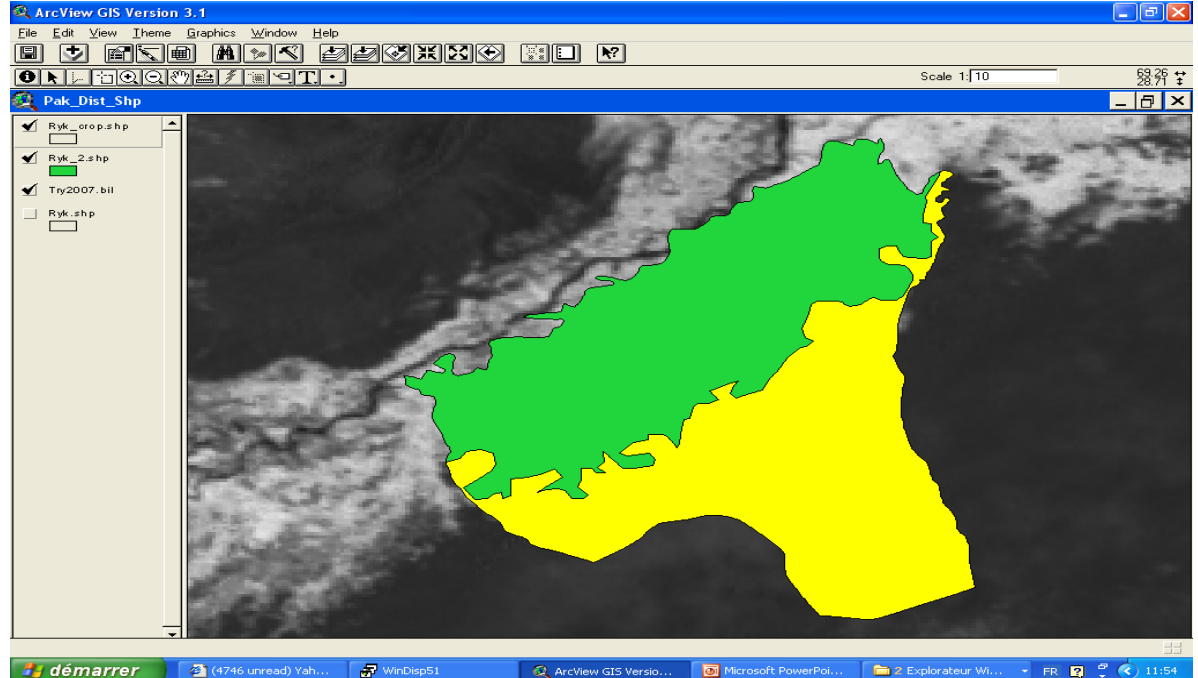 ArcView GIS Version 3.1
File Edit View Theme Graphics Window Help
Scale 1: 10
69.26
28.71
Pak_Dist_Shp
Ryk_crop.shp
Ryk_2.shp
Try2007.bil
Ryk.shp
démarrer (4746 unread) Yah... WinDisp51 ArcView GIS Versio... Microsoft PowerPoi... 2 Explorateur Wi... FR 11:54